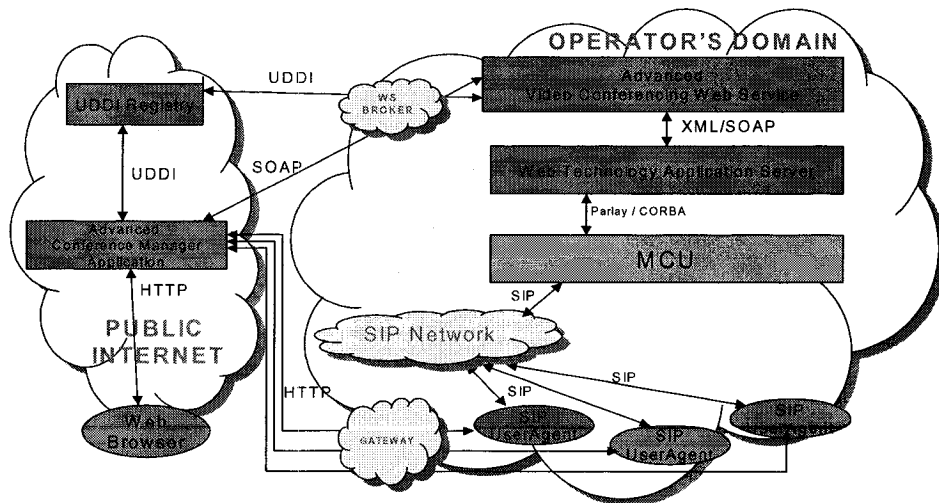 OPERATOR'S DOMAIN
UDDI
Advanced
Video Conferencing Web Service
UDDI Registry
WS
BROKER
XML/SOAP
SOAP
UDDI
Web Technology Application Server
Parlay / CORBA
Advanced
Conference Manager
Application
MCU
HTTP
SIP
PUBLIC
INTERNET
SIP Network
SIP
SIP
HTTP
Web
Browser
GATEWAY
SIP
UserAgent
SIP
UserAgent
SIP
UserAgent